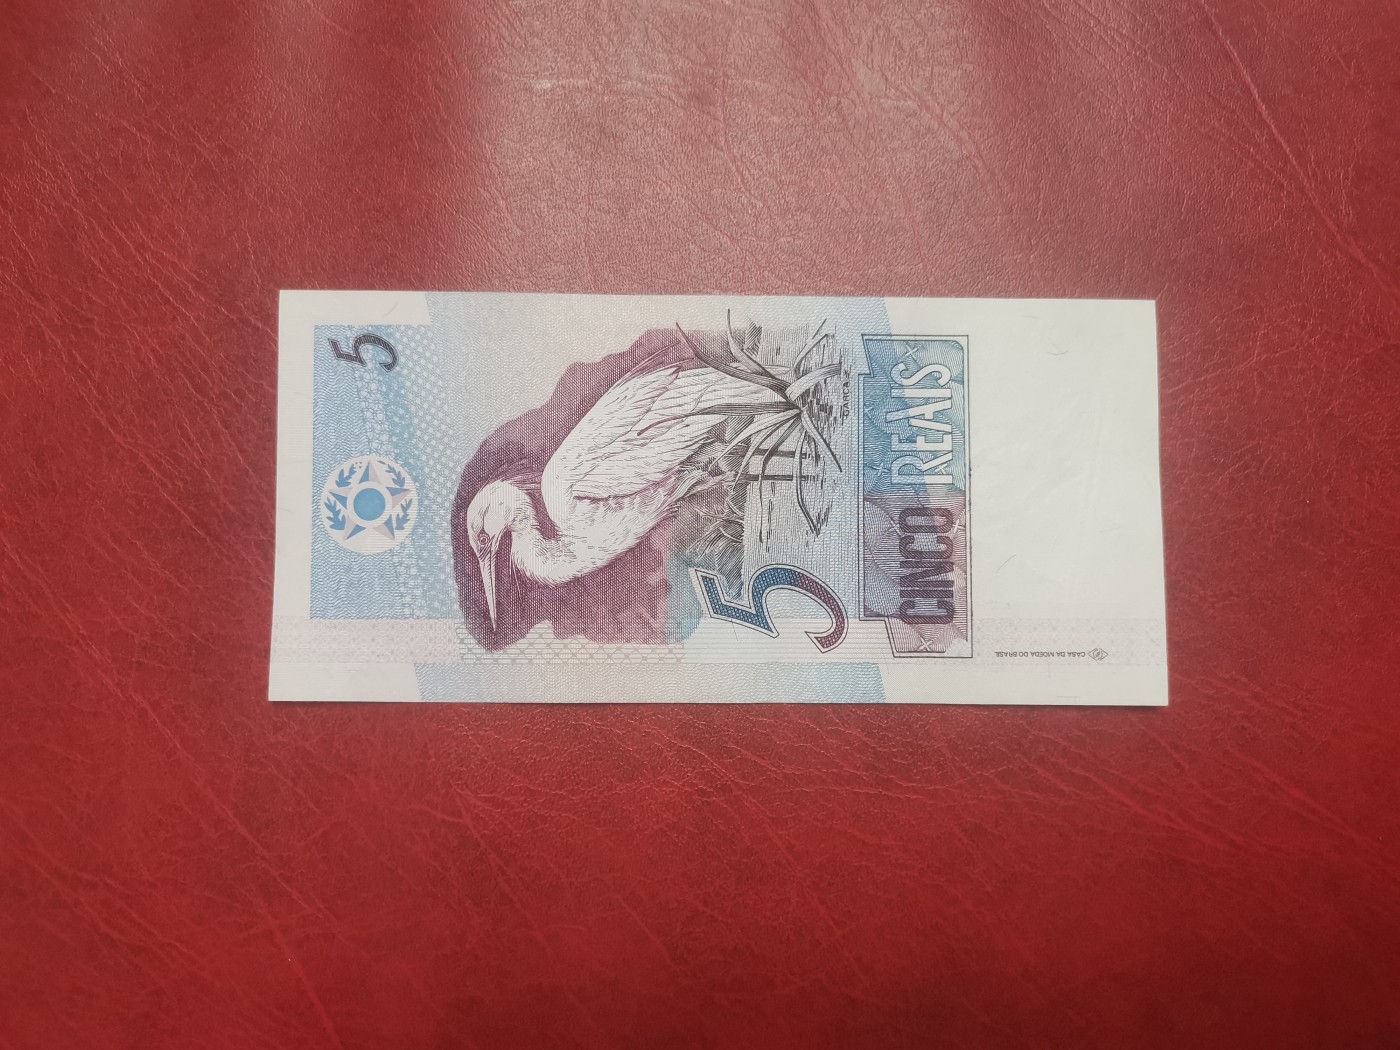 5
GARÇA
5
CINCO REAIS
CASA DA MOEDA DO BRASIL